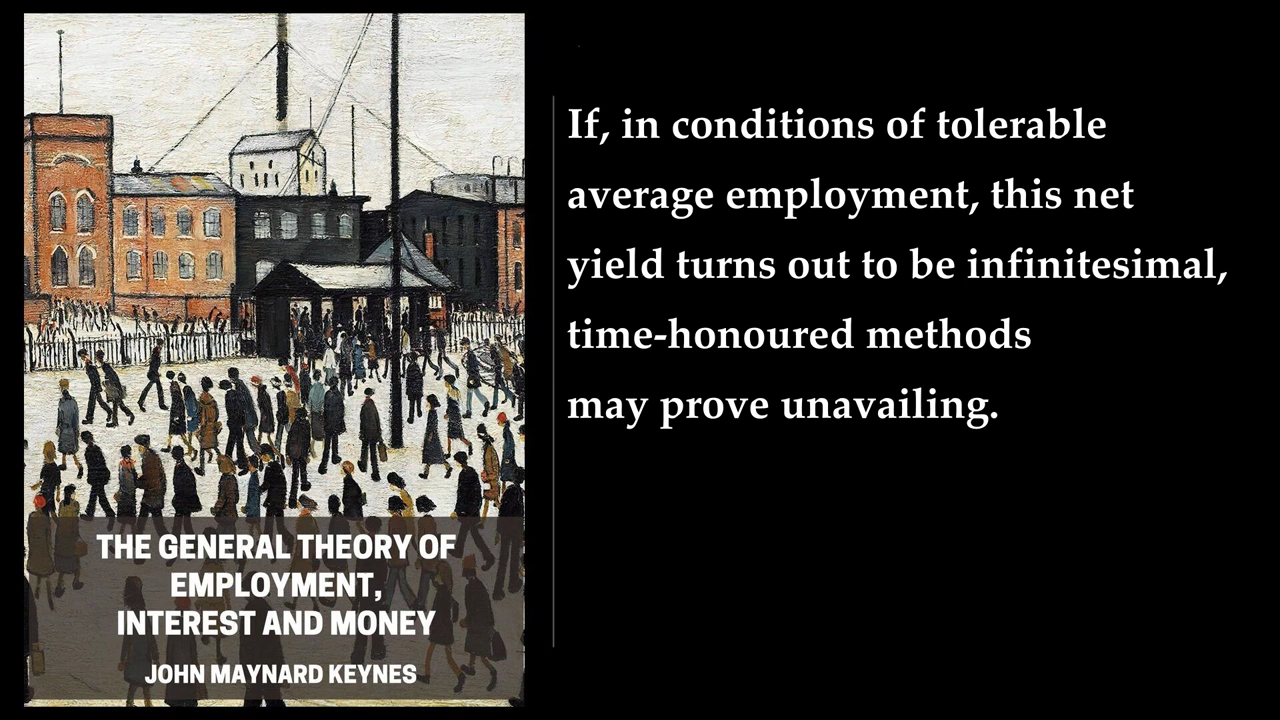 THE GENERAL THEORY OF
EMPLOYMENT,
INTEREST AND MONEY
JOHN MAYNARD KEYNES
If, in conditions of tolerable
average employment, this net
yield turns out to be infinitesimal,
time-honoured methods
may prove unavailing.